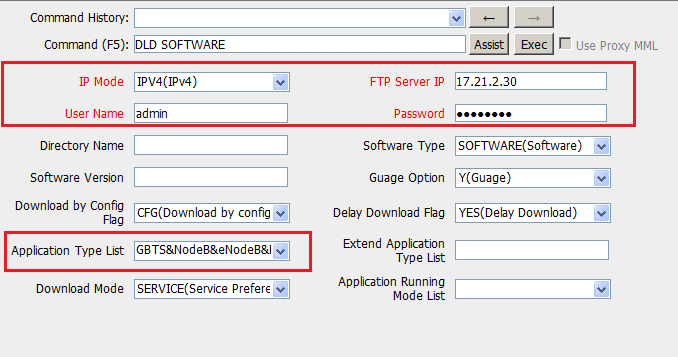 Command History: ← →
Command (F5): DLD SOFTWARE Assist Exec Use Proxy MML
IP Mode IPV4(IPv4) FTP Server IP 17.21.2.30
User Name admin Password ●●●●●●●●
Directory Name Software Type SOFTWARE(Software)
Software Version Guage Option Y(Guage)
Download by Config
Flag CFG(Download by config Delay Download Flag YES(Delay Download)
Application Type List GBTS&NodeB&eNodeB& Extend Application
Type List
Download Mode SERVICE(Service Prefere Application Running
Mode List